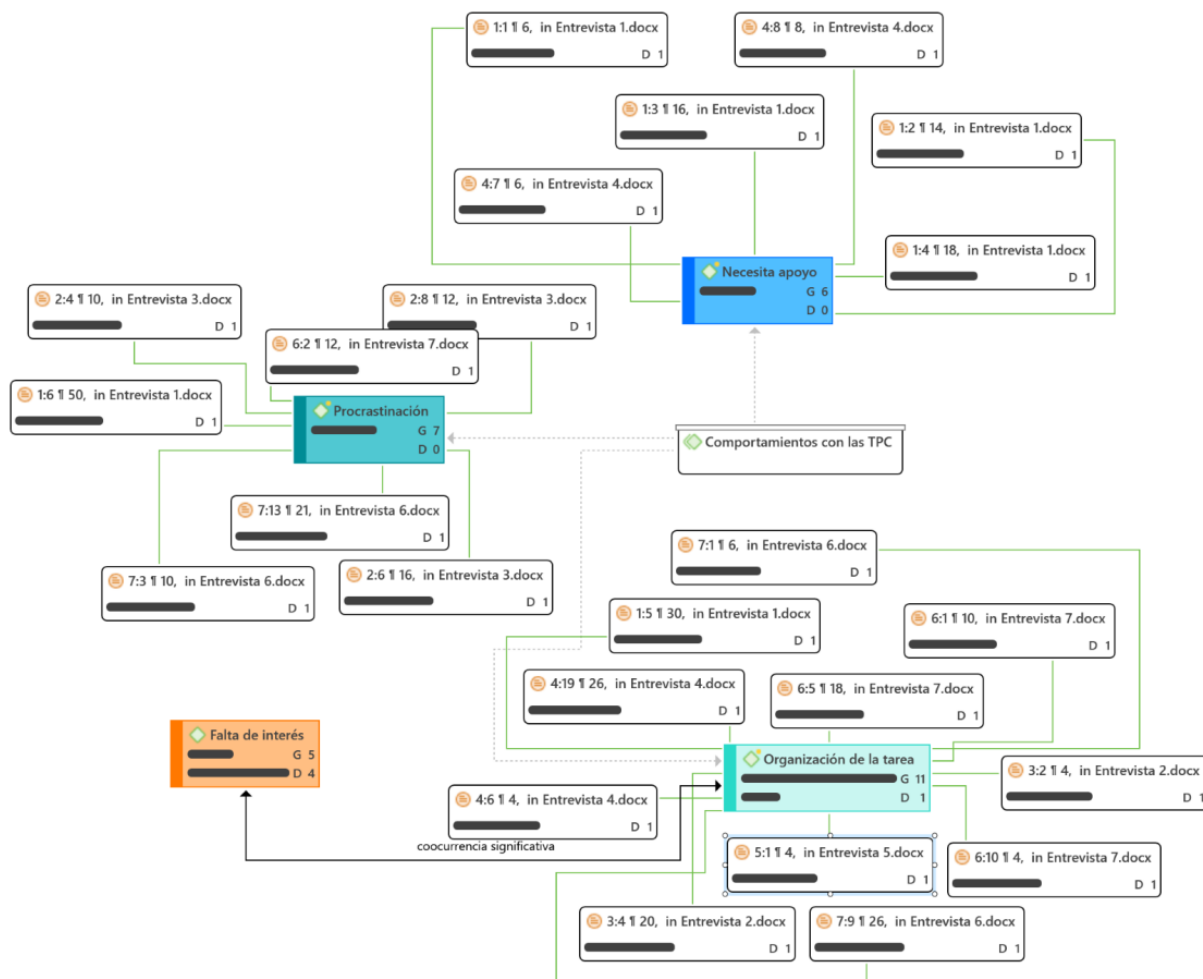 1:1 ¶ 6, in Entrevista 1.docx
D 1
4:8 ¶ 8, in Entrevista 4.docx
D 1
1:3 ¶ 16, in Entrevista 1.docx
D 1
1:2 ¶ 14, in Entrevista 1.docx
D 1
4:7 ¶ 6, in Entrevista 4.docx
D 1
1:4 ¶ 18, in Entrevista 1.docx
D 1
Necesita apoyo
G 6
D 0
2:4 ¶ 10, in Entrevista 3.docx
D 1
2:8 ¶ 12, in Entrevista 3.docx
D 1
6:2 ¶ 12, in Entrevista 7.docx
D 1
1:6 ¶ 50, in Entrevista 1.docx
D 1
Procrastinación
G 7
D 0
Comportamientos con las TPC
7:13 ¶ 21, in Entrevista 6.docx
D 1
7:3 ¶ 10, in Entrevista 6.docx
D 1
2:6 ¶ 16, in Entrevista 3.docx
D 1
7:1 ¶ 6, in Entrevista 6.docx
D 1
1:5 ¶ 30, in Entrevista 1.docx
D 1
6:1 ¶ 10, in Entrevista 7.docx
D 1
4:19 ¶ 26, in Entrevista 4.docx
D 1
6:5 ¶ 18, in Entrevista 7.docx
D 1
Falta de interés
G 5
D 4
Organización de la tarea
G 11
D 1
3:2 ¶ 4, in Entrevista 2.docx
D 1
4:6 ¶ 4, in Entrevista 4.docx
D 1
coocurrencia significativa
5:1 ¶ 4, in Entrevista 5.docx
D 1
6:10 ¶ 4, in Entrevista 7.docx
D 1
3:4 ¶ 20, in Entrevista 2.docx
D 1
7:9 ¶ 26, in Entrevista 6.docx
D 1